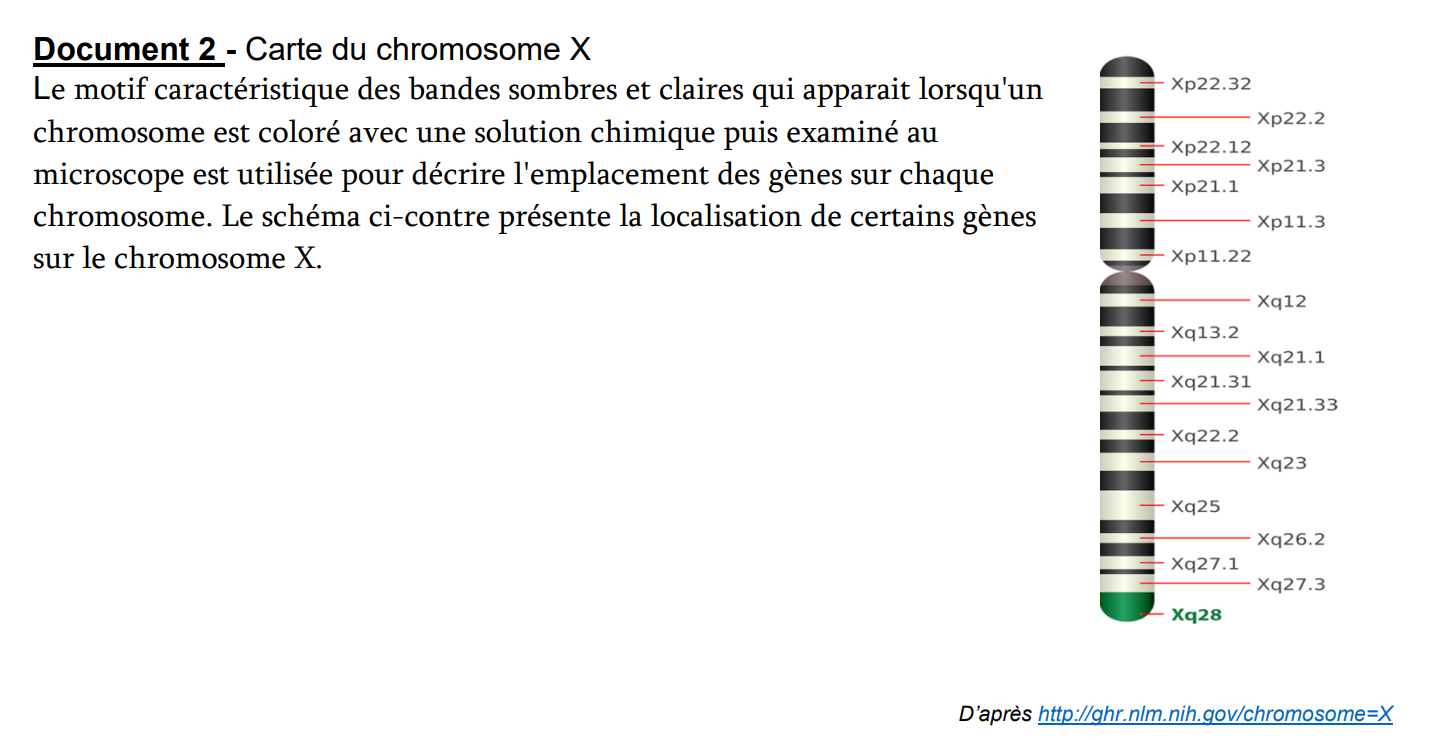 Document 2 - Carte du chromosome X
Le motif caractéristique des bandes sombres et claires qui apparait lorsqu'un
chromosome est coloré avec une solution chimique puis examiné au
microscope est utilisée pour décrire l'emplacement des gènes sur chaque
chromosome. Le schéma ci-contre présente la localisation de certains gènes
sur le chromosome X.
Xp22.32
Xp22.2
Xp22.12
Xp21.3
Xp21.1
Xp11.3
Xp11.22
Xq12
Xq13.2
Xq21.1
Xq21.31
Xq21.33
Xq22.2
Xq23
Xq25
Xq26.2
Xq27.1
Xq27.3
Xq28
D'après http://ghr.nlm.nih.gov/chromosome=X